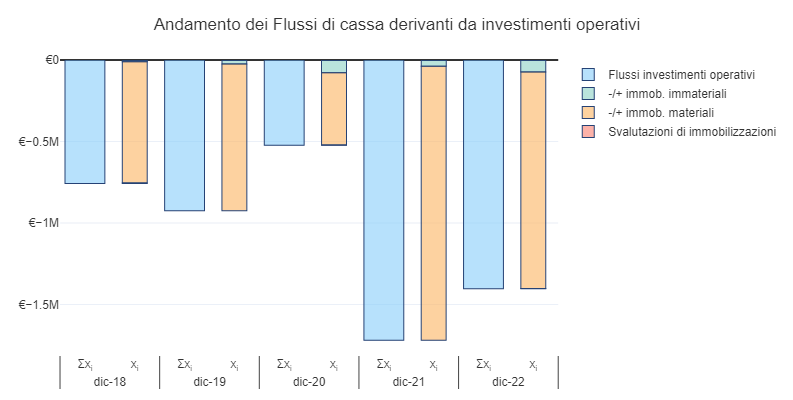 Andamento dei Flussi di cassa derivanti da investimenti operativi
€0
€−0.5M
€−1M
€−1.5M
Σxᵢ xᵢ Σxᵢ xᵢ Σxᵢ xᵢ Σxᵢ xᵢ Σxᵢ xᵢ
dic-18 dic-19 dic-20 dic-21 dic-22
Flussi investimenti operativi
-/+ immob. immateriali
-/+ immob. materiali
Svalutazioni di immobilizzazioni